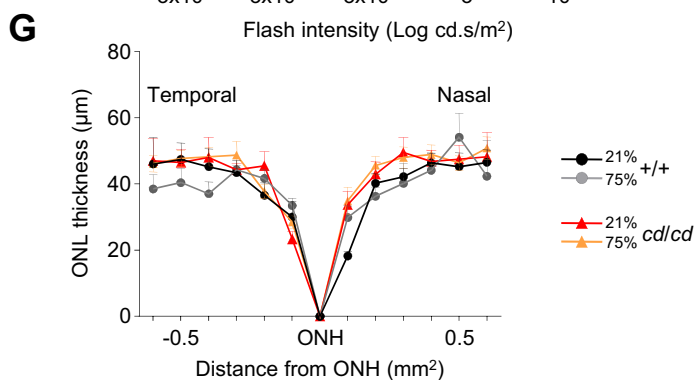 G
Flash intensity (Log cd.s/m²)
80
Temporal
Nasal
60
40
20
0
ONL thickness (μm)
-0.5
ONH
0.5
Distance from ONH (mm²)
21%
75%
+/+
21%
75%
cd/cd